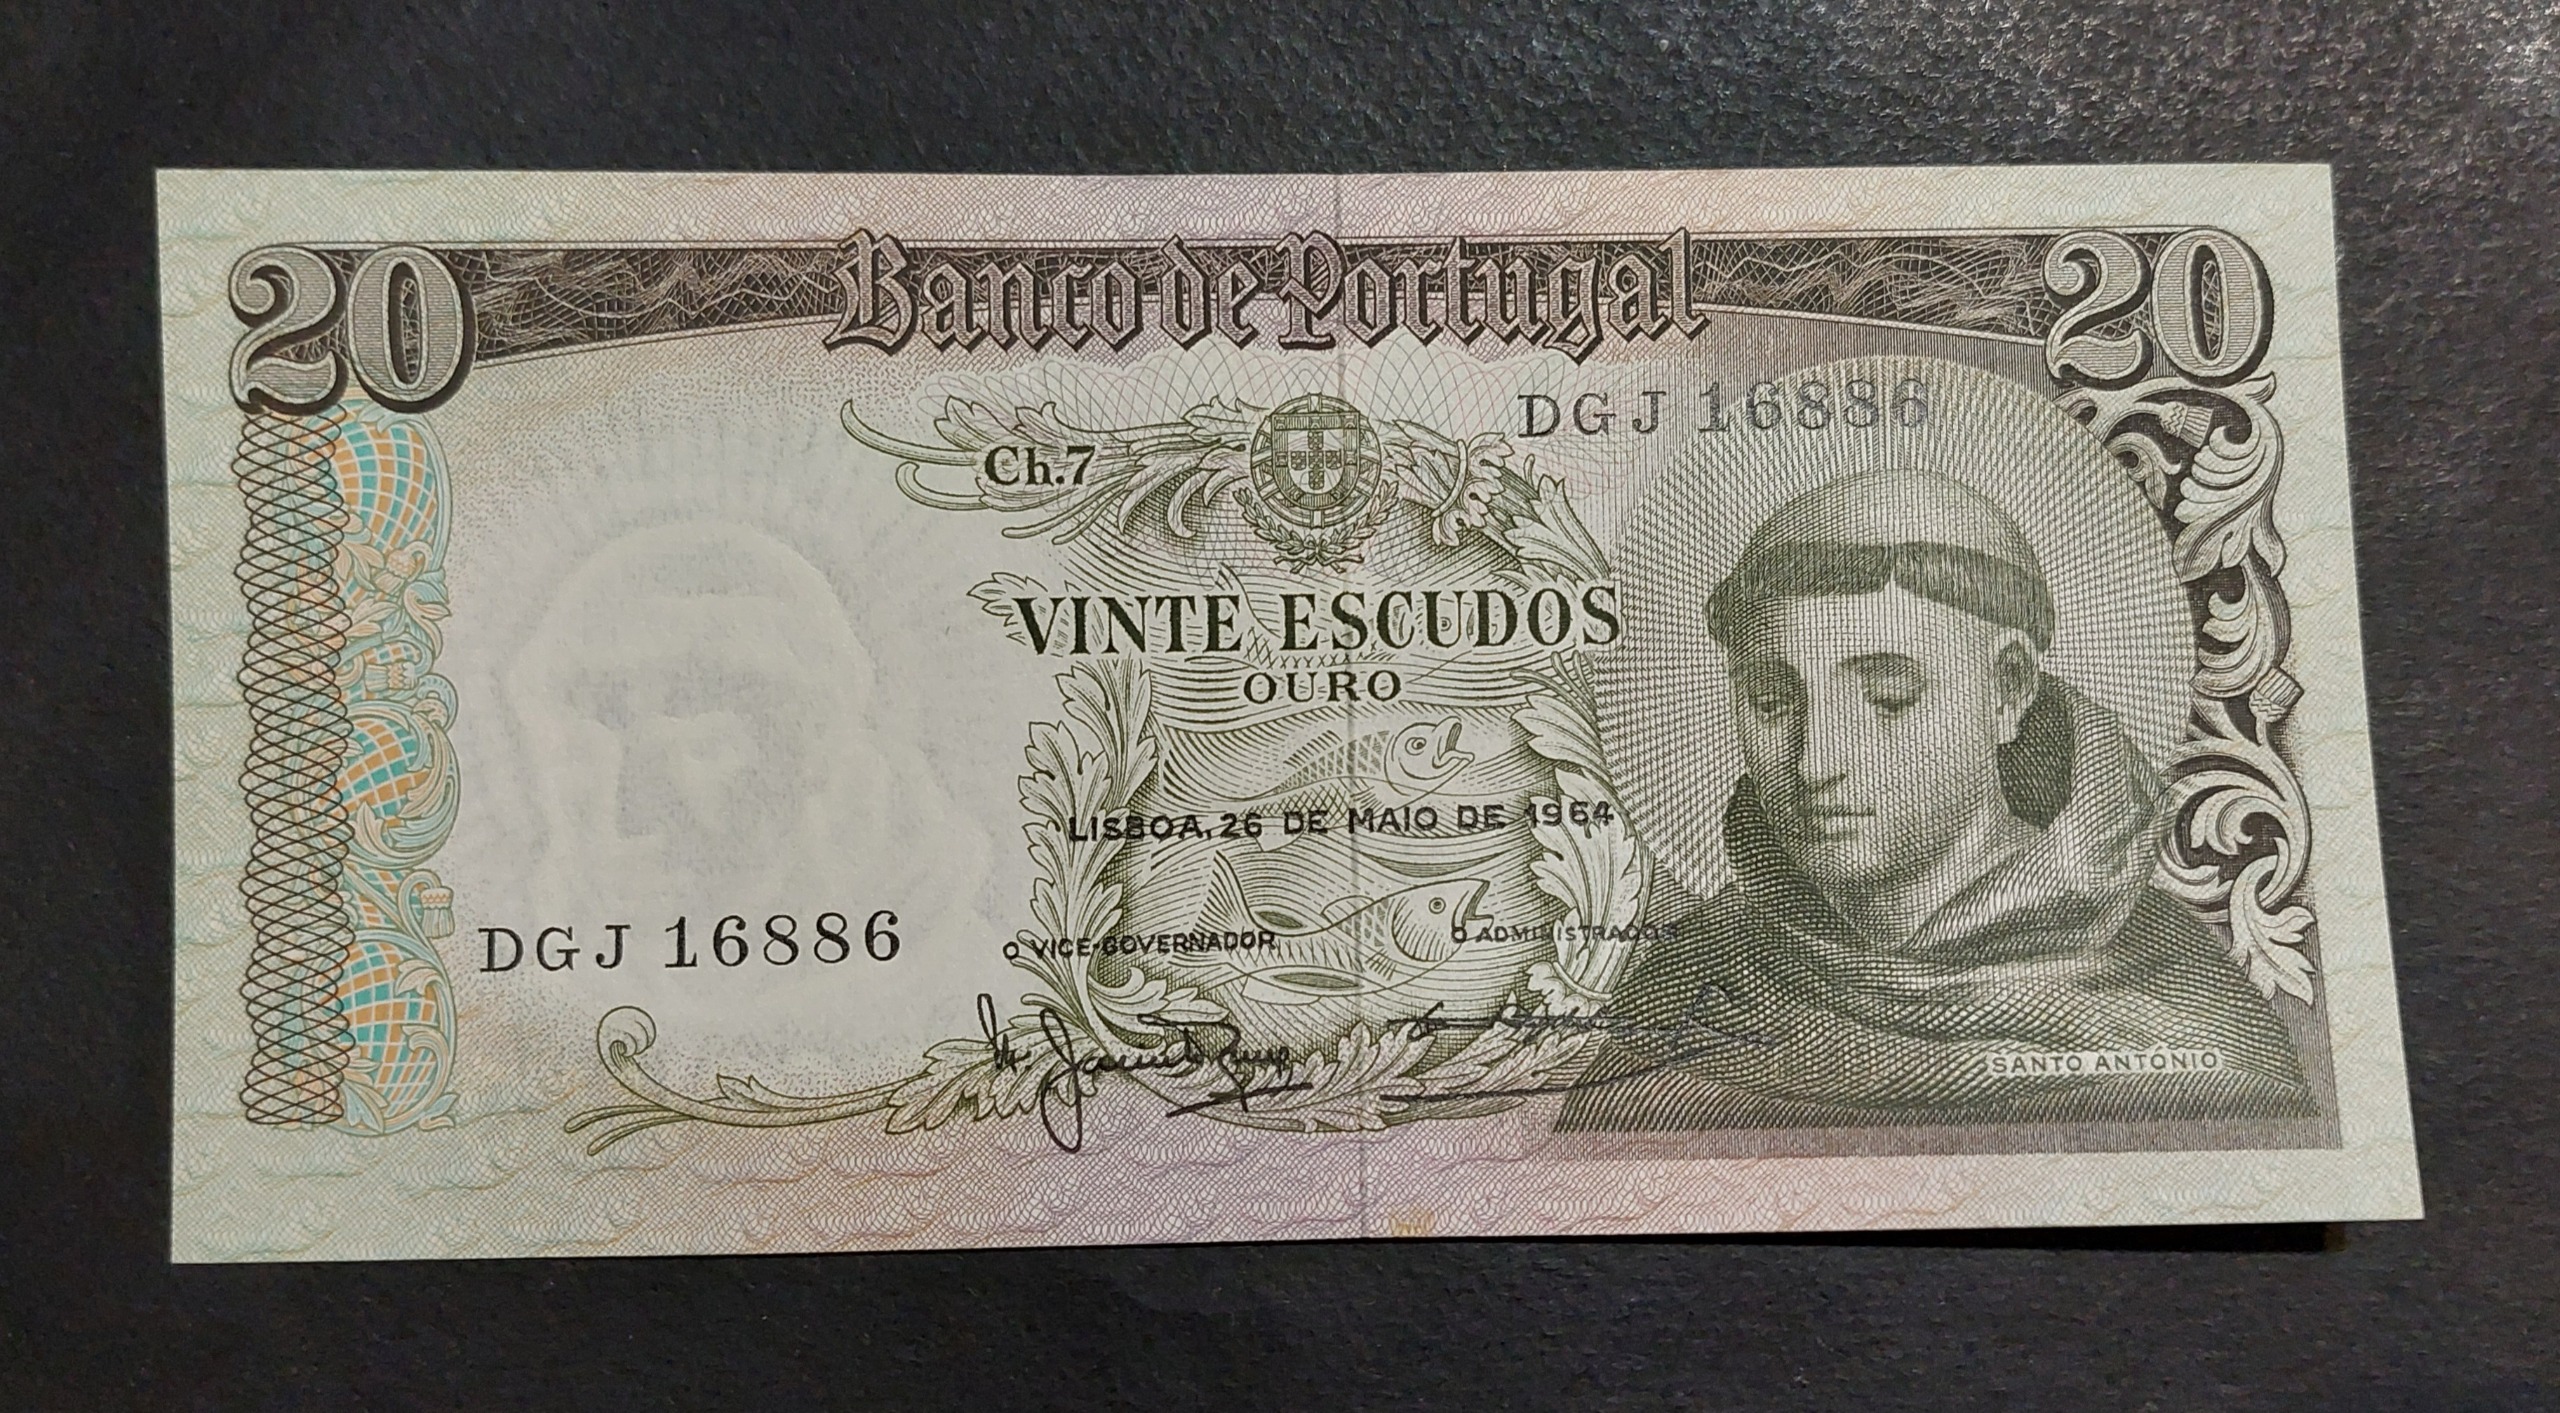 20 Banco de Portugal 20
DGJ 16886
Ch.7
VINTE ESCUDOS
OURO
LISBOA, 26 DE MAIO DE 1964
DGJ 16886
O VICE-GOVERNADOR
O ADMINISTRADOR
SANTO ANTÓNIO